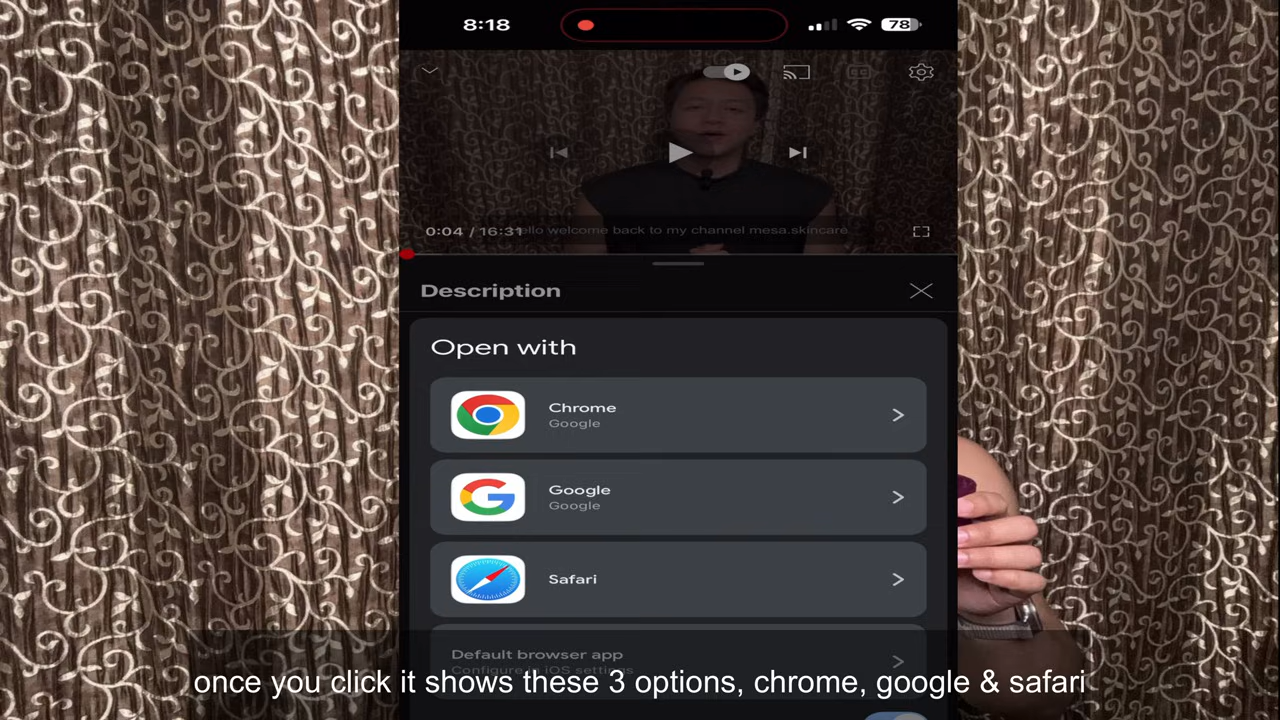 8:18
78
0:04 / 16:31
ello welcome back to my channel mesa.skincare
Description
Open with
Chrome
Google
Google
Google
Safari
Default browser app
Configure in iOS settings
once you click it shows these 3 options, chrome, google & safari